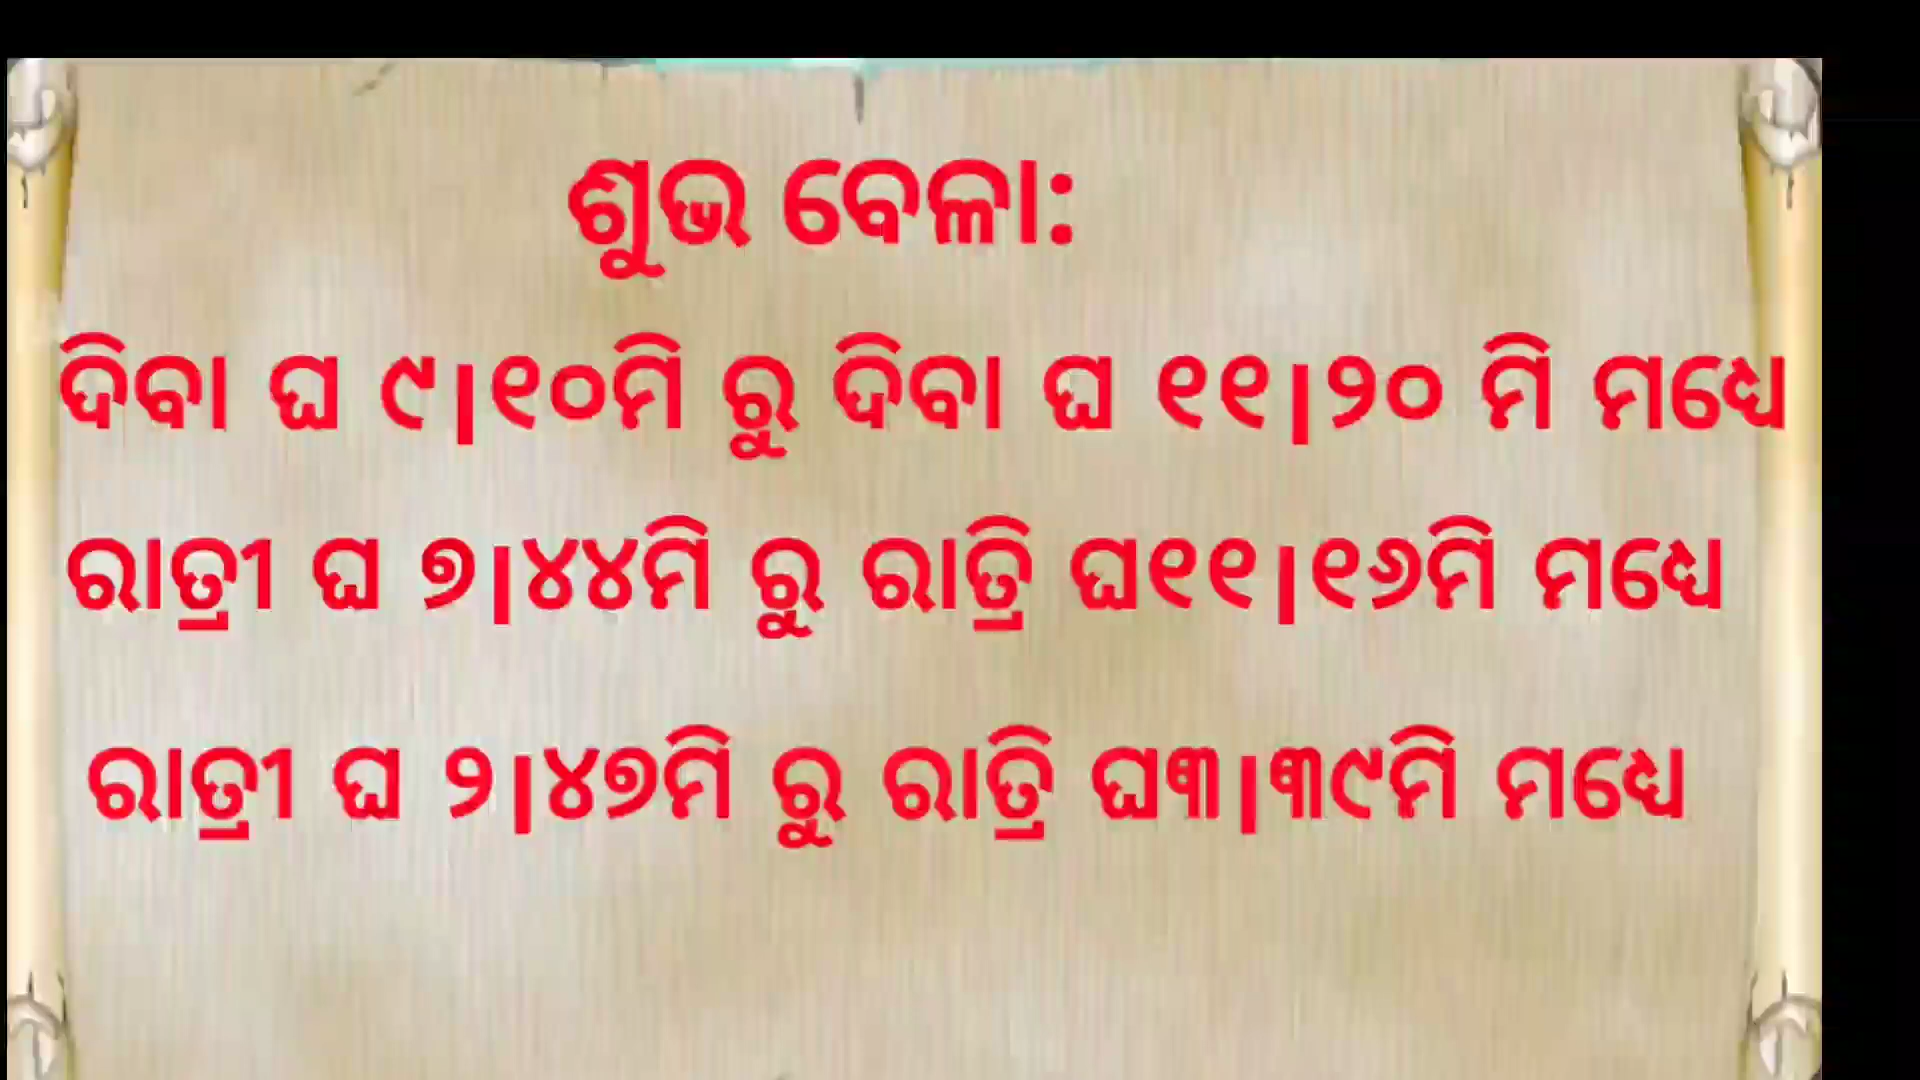 ଶୁଭ ବେଳା:
ଦିବା ଘ ୯|୧୦ମି ରୁ ଦିବା ଘ ୧୧|୨୦ ମି ମଧ୍ୟେ
ରାତ୍ରୀ ଘ ୭|୪୪ମି ରୁ ରାତ୍ରି ଘ୧୧|୧୬ମି ମଧ୍ୟେ
ରାତ୍ରୀ ଘ ୨|୪୭ମି ରୁ ରାତ୍ରି ଘ୩|୩୯ମି ମଧ୍ୟେ